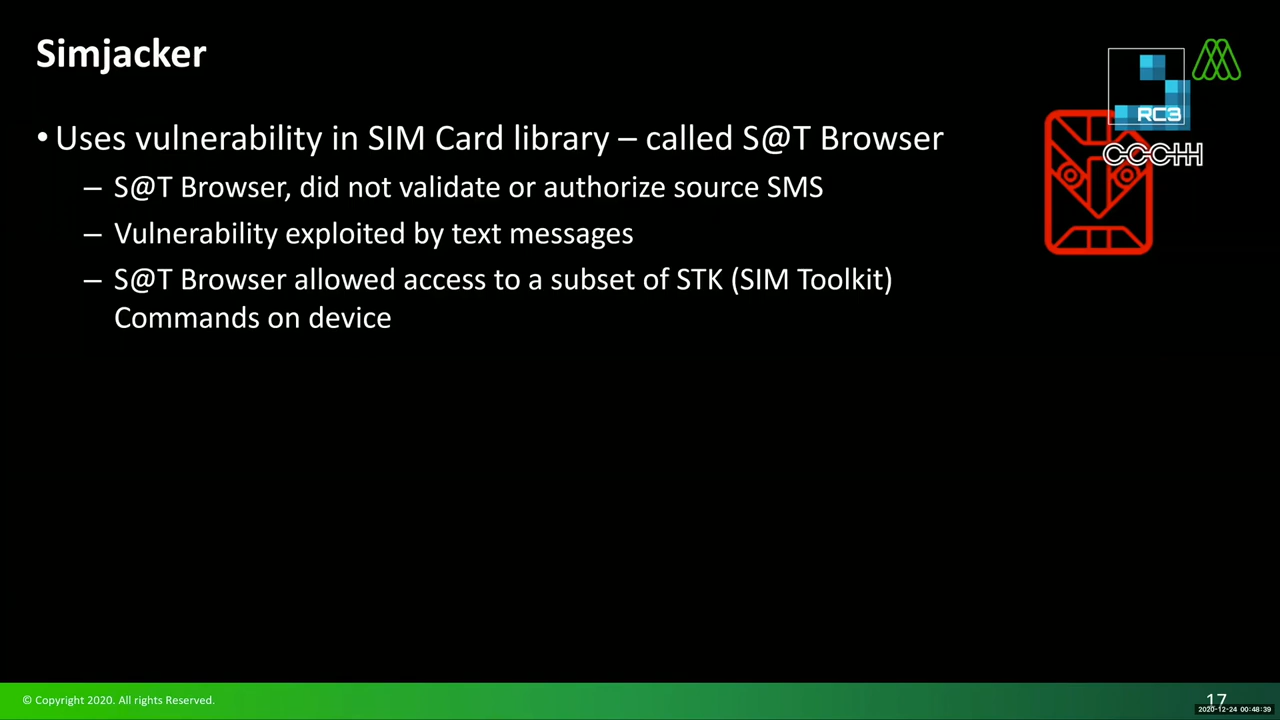 Simjacker
RC3
CCCHH
• Uses vulnerability in SIM Card library – called S@T Browser
– S@T Browser, did not validate or authorize source SMS
– Vulnerability exploited by text messages
– S@T Browser allowed access to a subset of STK (SIM Toolkit)
Commands on device
© Copyright 2020. All rights Reserved.
17
2020-12-24 00:48:39